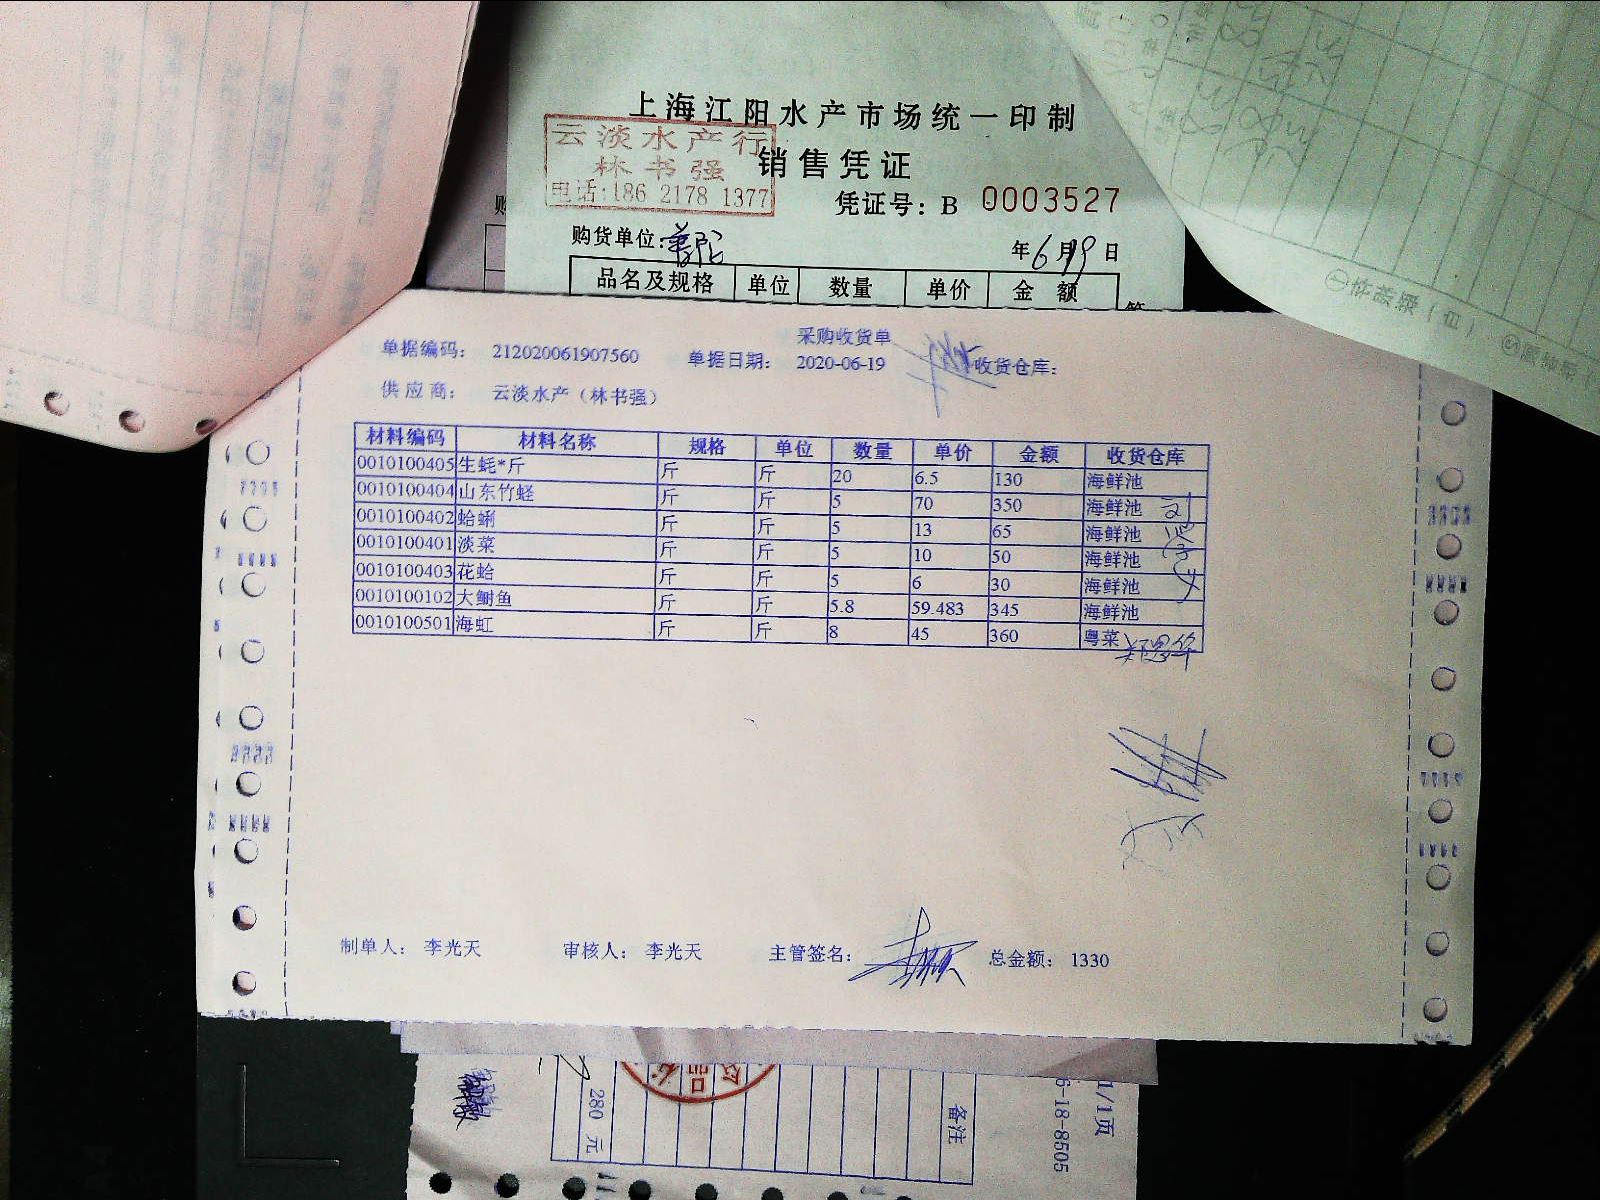 上海江阳水产市场统一印制
云淡水产行
林书强
电话:186 2178 1377
销售凭证
凭证号: B 0003527
购货单位:
年6月19日
品名及规格 单位 数量 单价 金额
采购收货单
单据编码: 212020061907560 单据日期: 2020-06-19 收货仓库:
供应商: 云淡水产（林书强）
材料编码 材料名称 规格 单位 数量 单价 金额 收货仓库
0010100405 生蚝*斤 斤 斤 20 6.5 130 海鲜池
0010100404 山东竹蛏 斤 斤 5 70 350 海鲜池
0010100402 蛤蜊 斤 斤 5 13 65 海鲜池
0010100401 淡菜 斤 斤 5 10 50 海鲜池
0010100403 花蛤 斤 斤 5 6 30 海鲜池
0010100102 大鲥鱼 斤 斤 5.8 59.483 345 海鲜池
0010100501 海虹 斤 斤 8 45 360 粤菜
制单人: 李光天 审核人: 李光天 主管签名: 总金额: 1330
280 元
备注
6-18-8505
1/1页